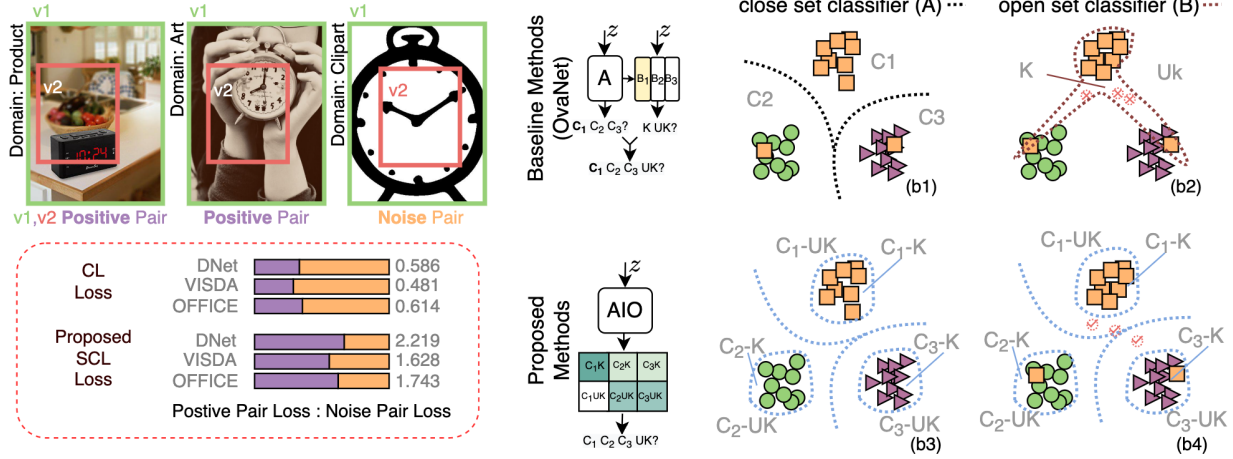 v1
v1
v1
v2
v2
v2
Domain: Product
Domain: Art
Domain: Clipart
10:24
v1,v2 Positive Pair
Positive Pair
Noise Pair
CL
Loss
DNet 0.586
VISDA 0.481
OFFICE 0.614
Proposed
SCL
Loss
DNet 2.219
VISDA 1.628
OFFICE 1.743
Postive Pair Loss : Noise Pair Loss
Baseline Methods
(OvaNet)
z z
A B1 B2 B3
C1 C2 C3? K UK?
C1 C2 C3 UK?
Proposed
Methods
z
AIO
C1K C2K C3K
C1UK C2UK C3UK
C1 C2 C3 UK?
close set classifier (A)
C1
C2
C3
(b1)
open set classifier (B)
K
Uk
(b2)
C1-UK
C1-K
C2-K
C3-K
C2-UK
C3-UK
(b3)
C1-UK
C1-K
C2-K
C3-K
C2-UK
C3-UK
(b4)